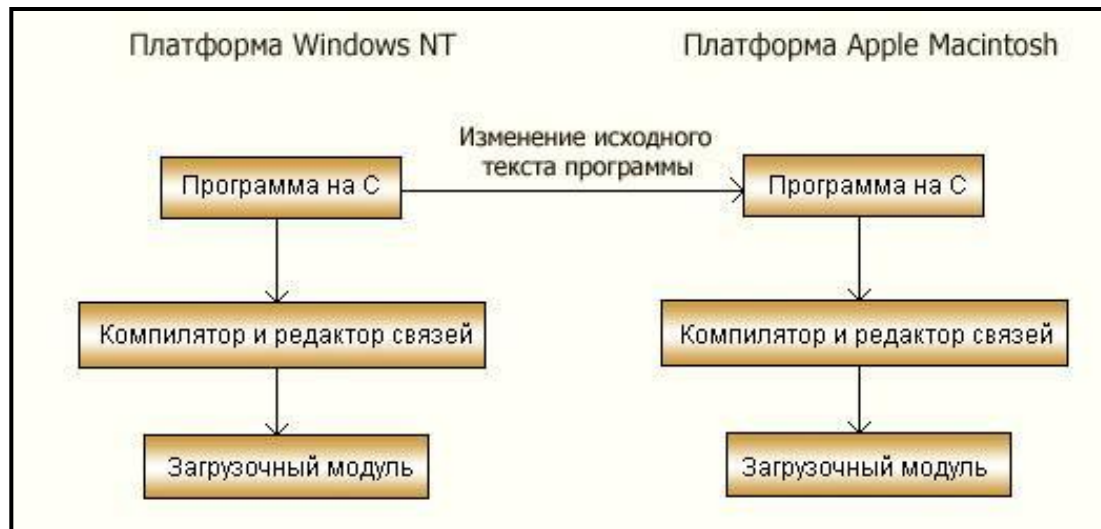 Платформа Windows NT
Платформа Apple Macintosh
Изменение исходного
текста программы
Программа на C
Программа на C
Компилятор и редактор связей
Компилятор и редактор связей
Загрузочный модуль
Загрузочный модуль